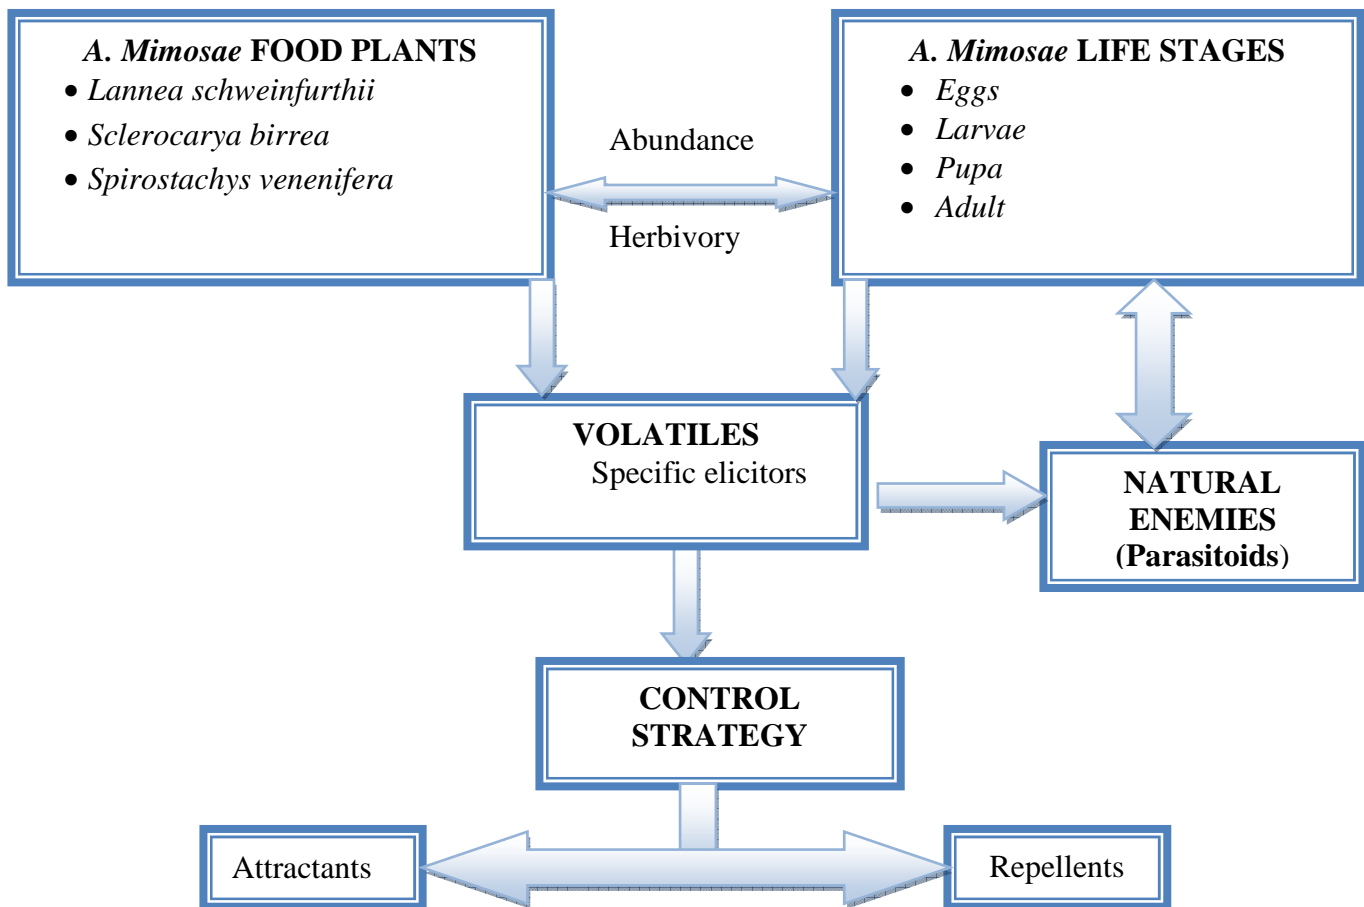 A. Mimosae FOOD PLANTS
• Lannea schweinfurthii
• Sclerocarya birrea
• Spirostachys venenifera
Abundance
Herbivory
A. Mimosae LIFE STAGES
• Eggs
• Larvae
• Pupa
• Adult
VOLATILES
Specific elicitors
NATURAL
ENEMIES
(Parasitoids)
CONTROL
STRATEGY
Attractants
Repellents